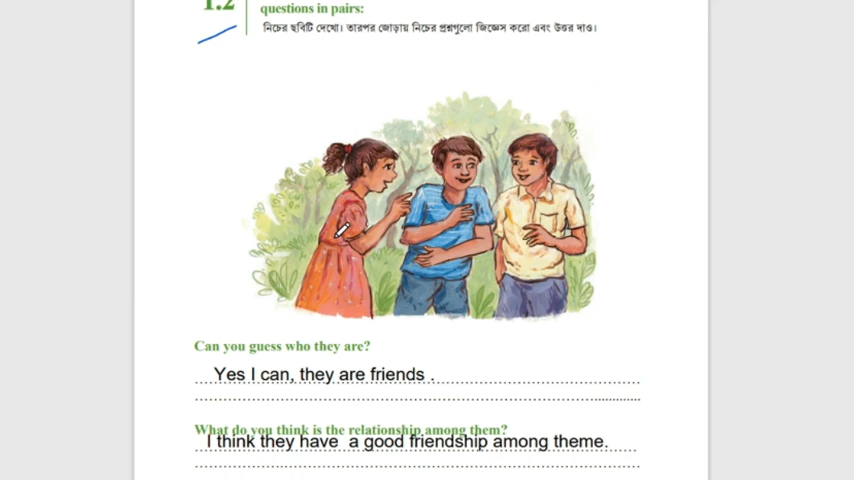 1.2
questions in pairs:
নিচের ছবিটি দেখো। তারপর জোড়ায় নিচের প্রশ্নগুলো জিজ্ঞেস করো এবং উত্তর দাও।
Can you guess who they are?
Yes I can, they are friends .
What do you think is the relationship among them?
I think they have a good friendship among theme.